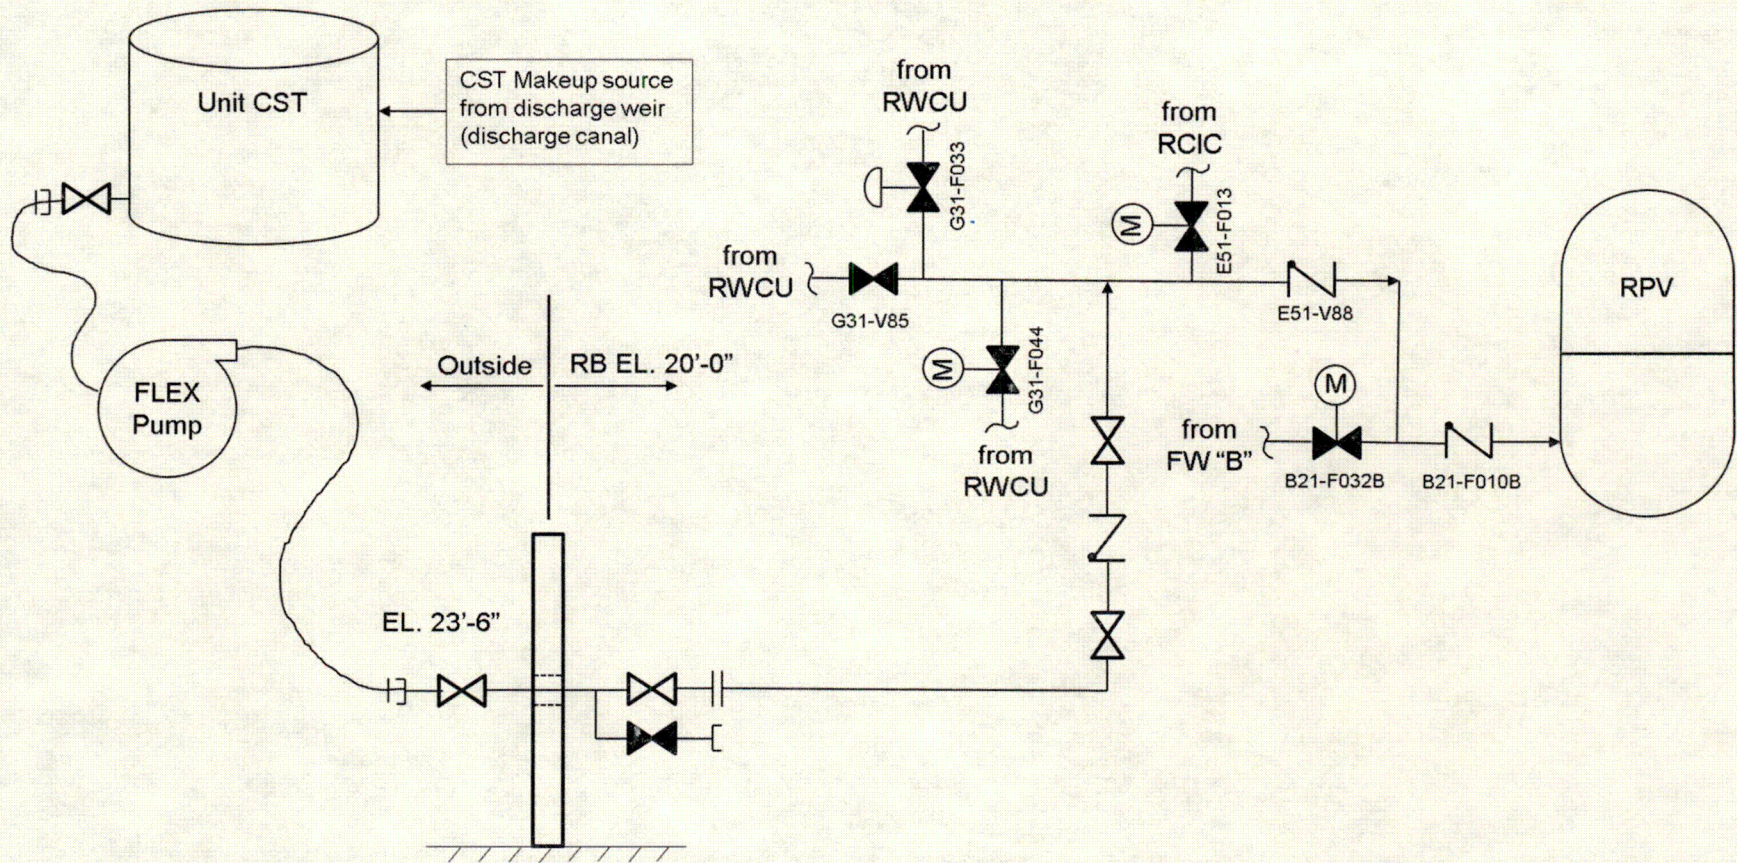 Unit CST
CST Makeup source
from discharge weir
(discharge canal)
from
RWCU
G31-F033
from
RCIC
M
E51-F013
from
RWCU
G31-V85
E51-V88
RPV
Outside
RB EL. 20'-0"
M
G31-F044
from
RWCU
FLEX
Pump
M
from
FW "B"
B21-F032B
B21-F010B
EL. 23'-6"